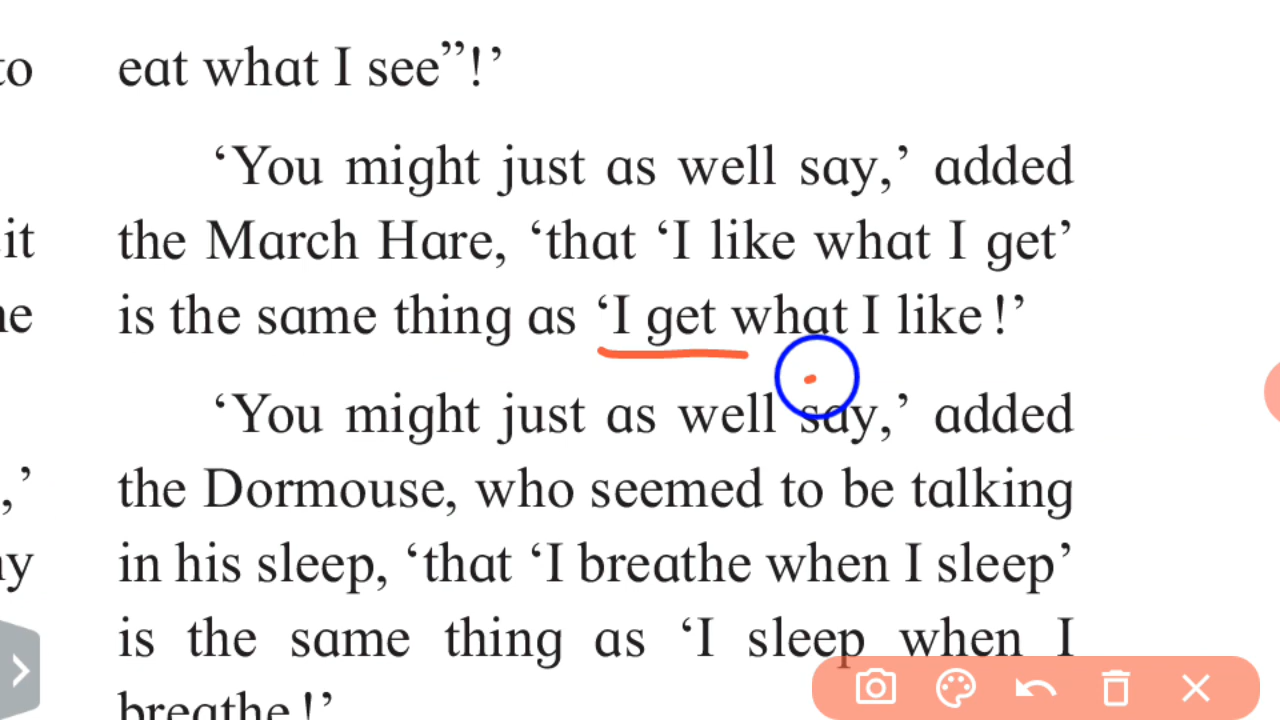 to
eat what I see”!’
‘You might just as well say,’ added
it
the March Hare, ‘that ‘I like what I get’
is the same thing as ‘I get what I like!’
‘You might just as well say,’ added
,’
the Dormouse, who seemed to be talking
in his sleep, ‘that ‘I breathe when I sleep’
is the same thing as ‘I sleep when I
breathe!’